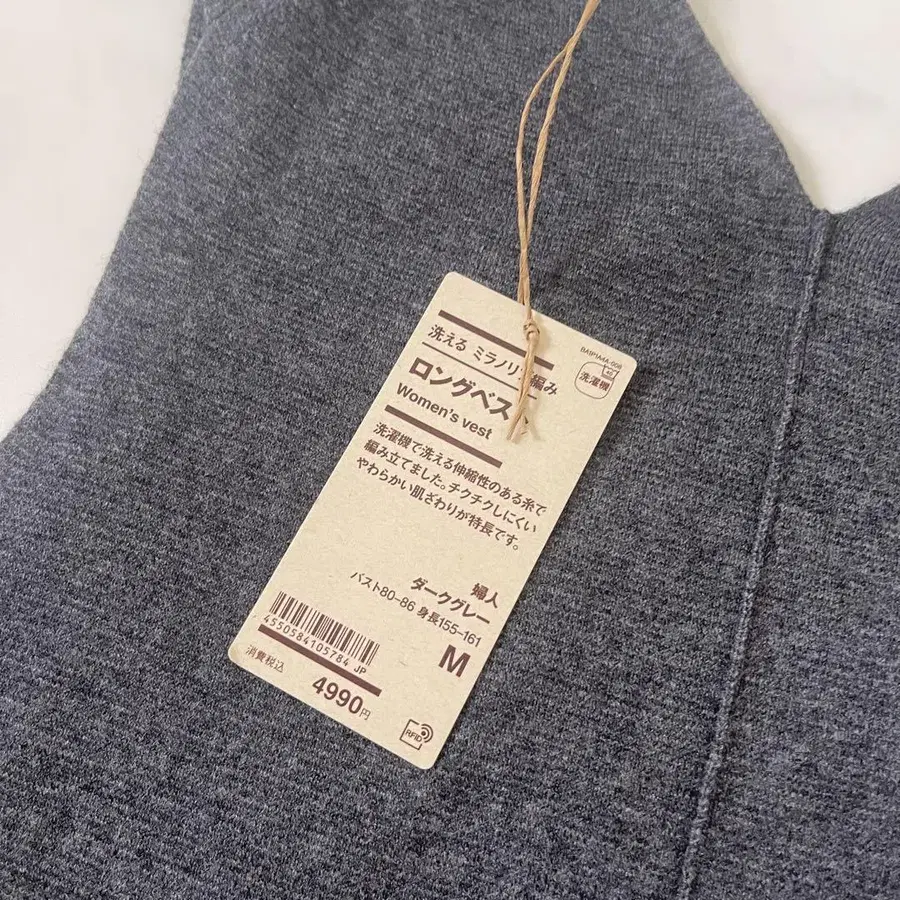 BA1P1A4A-008
洗える ミラノリブ編み
洗濯機
ロングベスト
Women's vest
洗濯機で洗える伸縮性のある糸で
編み立てました。チクチクしにくい
やわらかい肌ざわりが特長です。
婦人
ダークグレー
バスト80–86 身長155–161
M
4550584105784 JP
消費税込
4990円
RFID